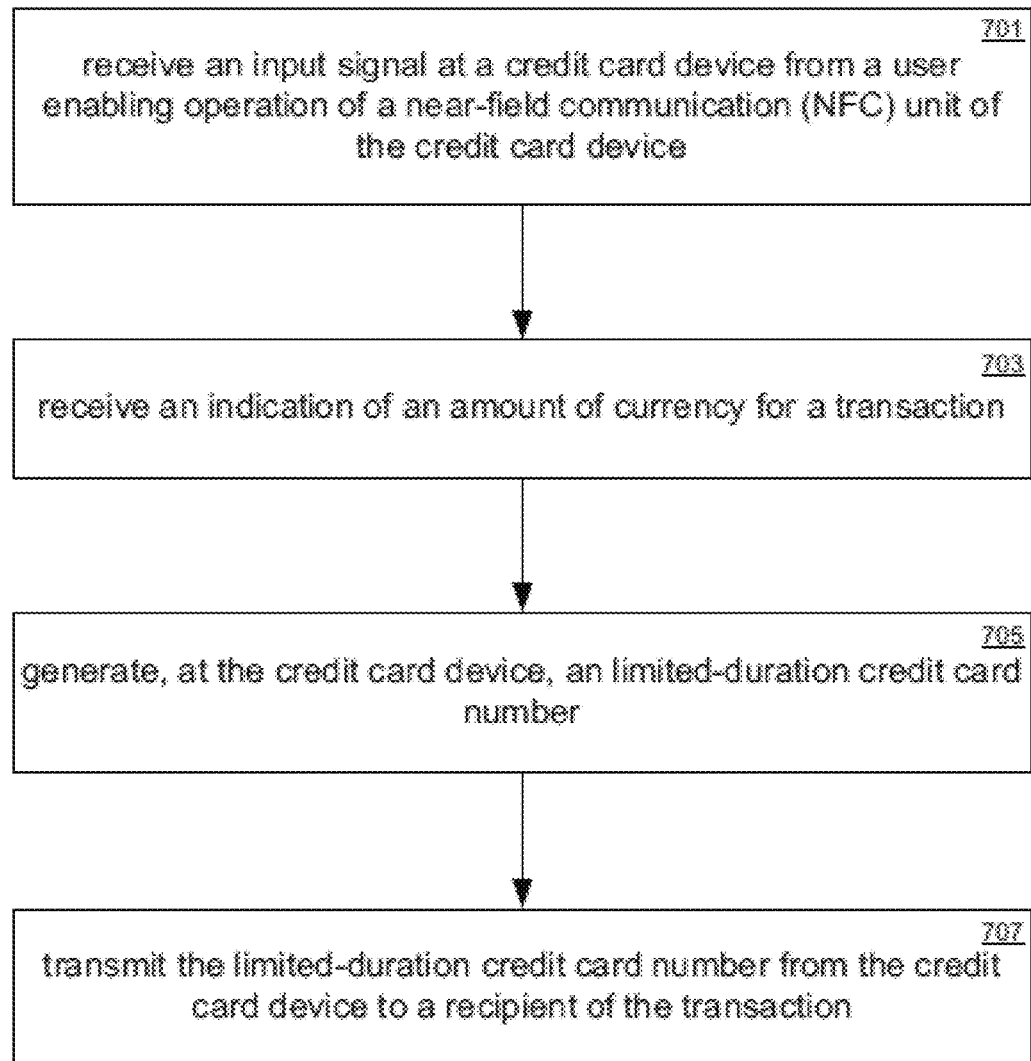 701
receive an input signal at a credit card device from a user
enabling operation of a near-field communication (NFC) unit of
the credit card device
703
receive an indication of an amount of currency for a transaction
705
generate, at the credit card device, an limited-duration credit card
number
707
transmit the limited-duration credit card number from the credit
card device to a recipient of the transaction